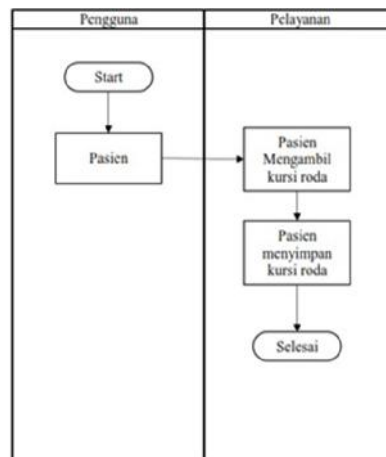 Pengguna
Pelayanan
Start
Pasien
Pasien
Mengambil
kursi roda
Pasien
menyimpan
kursi roda
Selesai